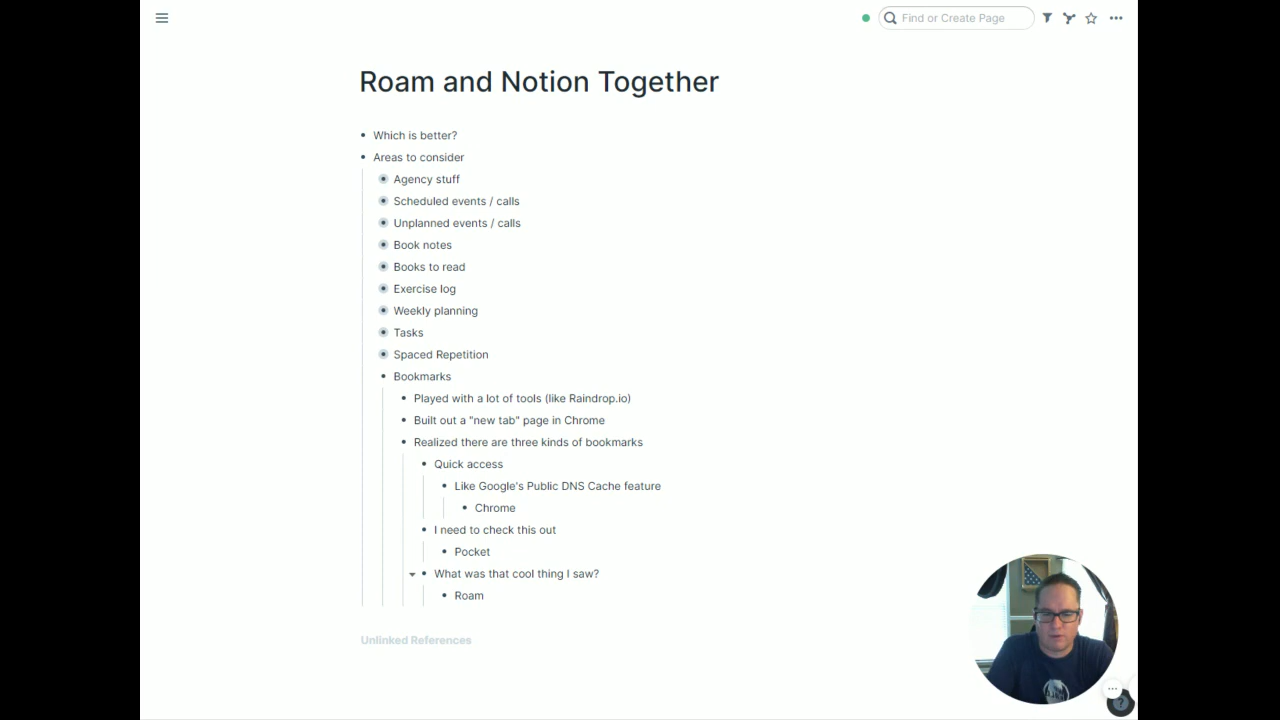 Find or Create Page
Roam and Notion Together
Which is better?
Areas to consider
Agency stuff
Scheduled events / calls
Unplanned events / calls
Book notes
Books to read
Exercise log
Weekly planning
Tasks
Spaced Repetition
Bookmarks
Played with a lot of tools (like Raindrop.io)
Built out a "new tab" page in Chrome
Realized there are three kinds of bookmarks
Quick access
Like Google's Public DNS Cache feature
Chrome
I need to check this out
Pocket
What was that cool thing I saw?
Roam
Unlinked References
?